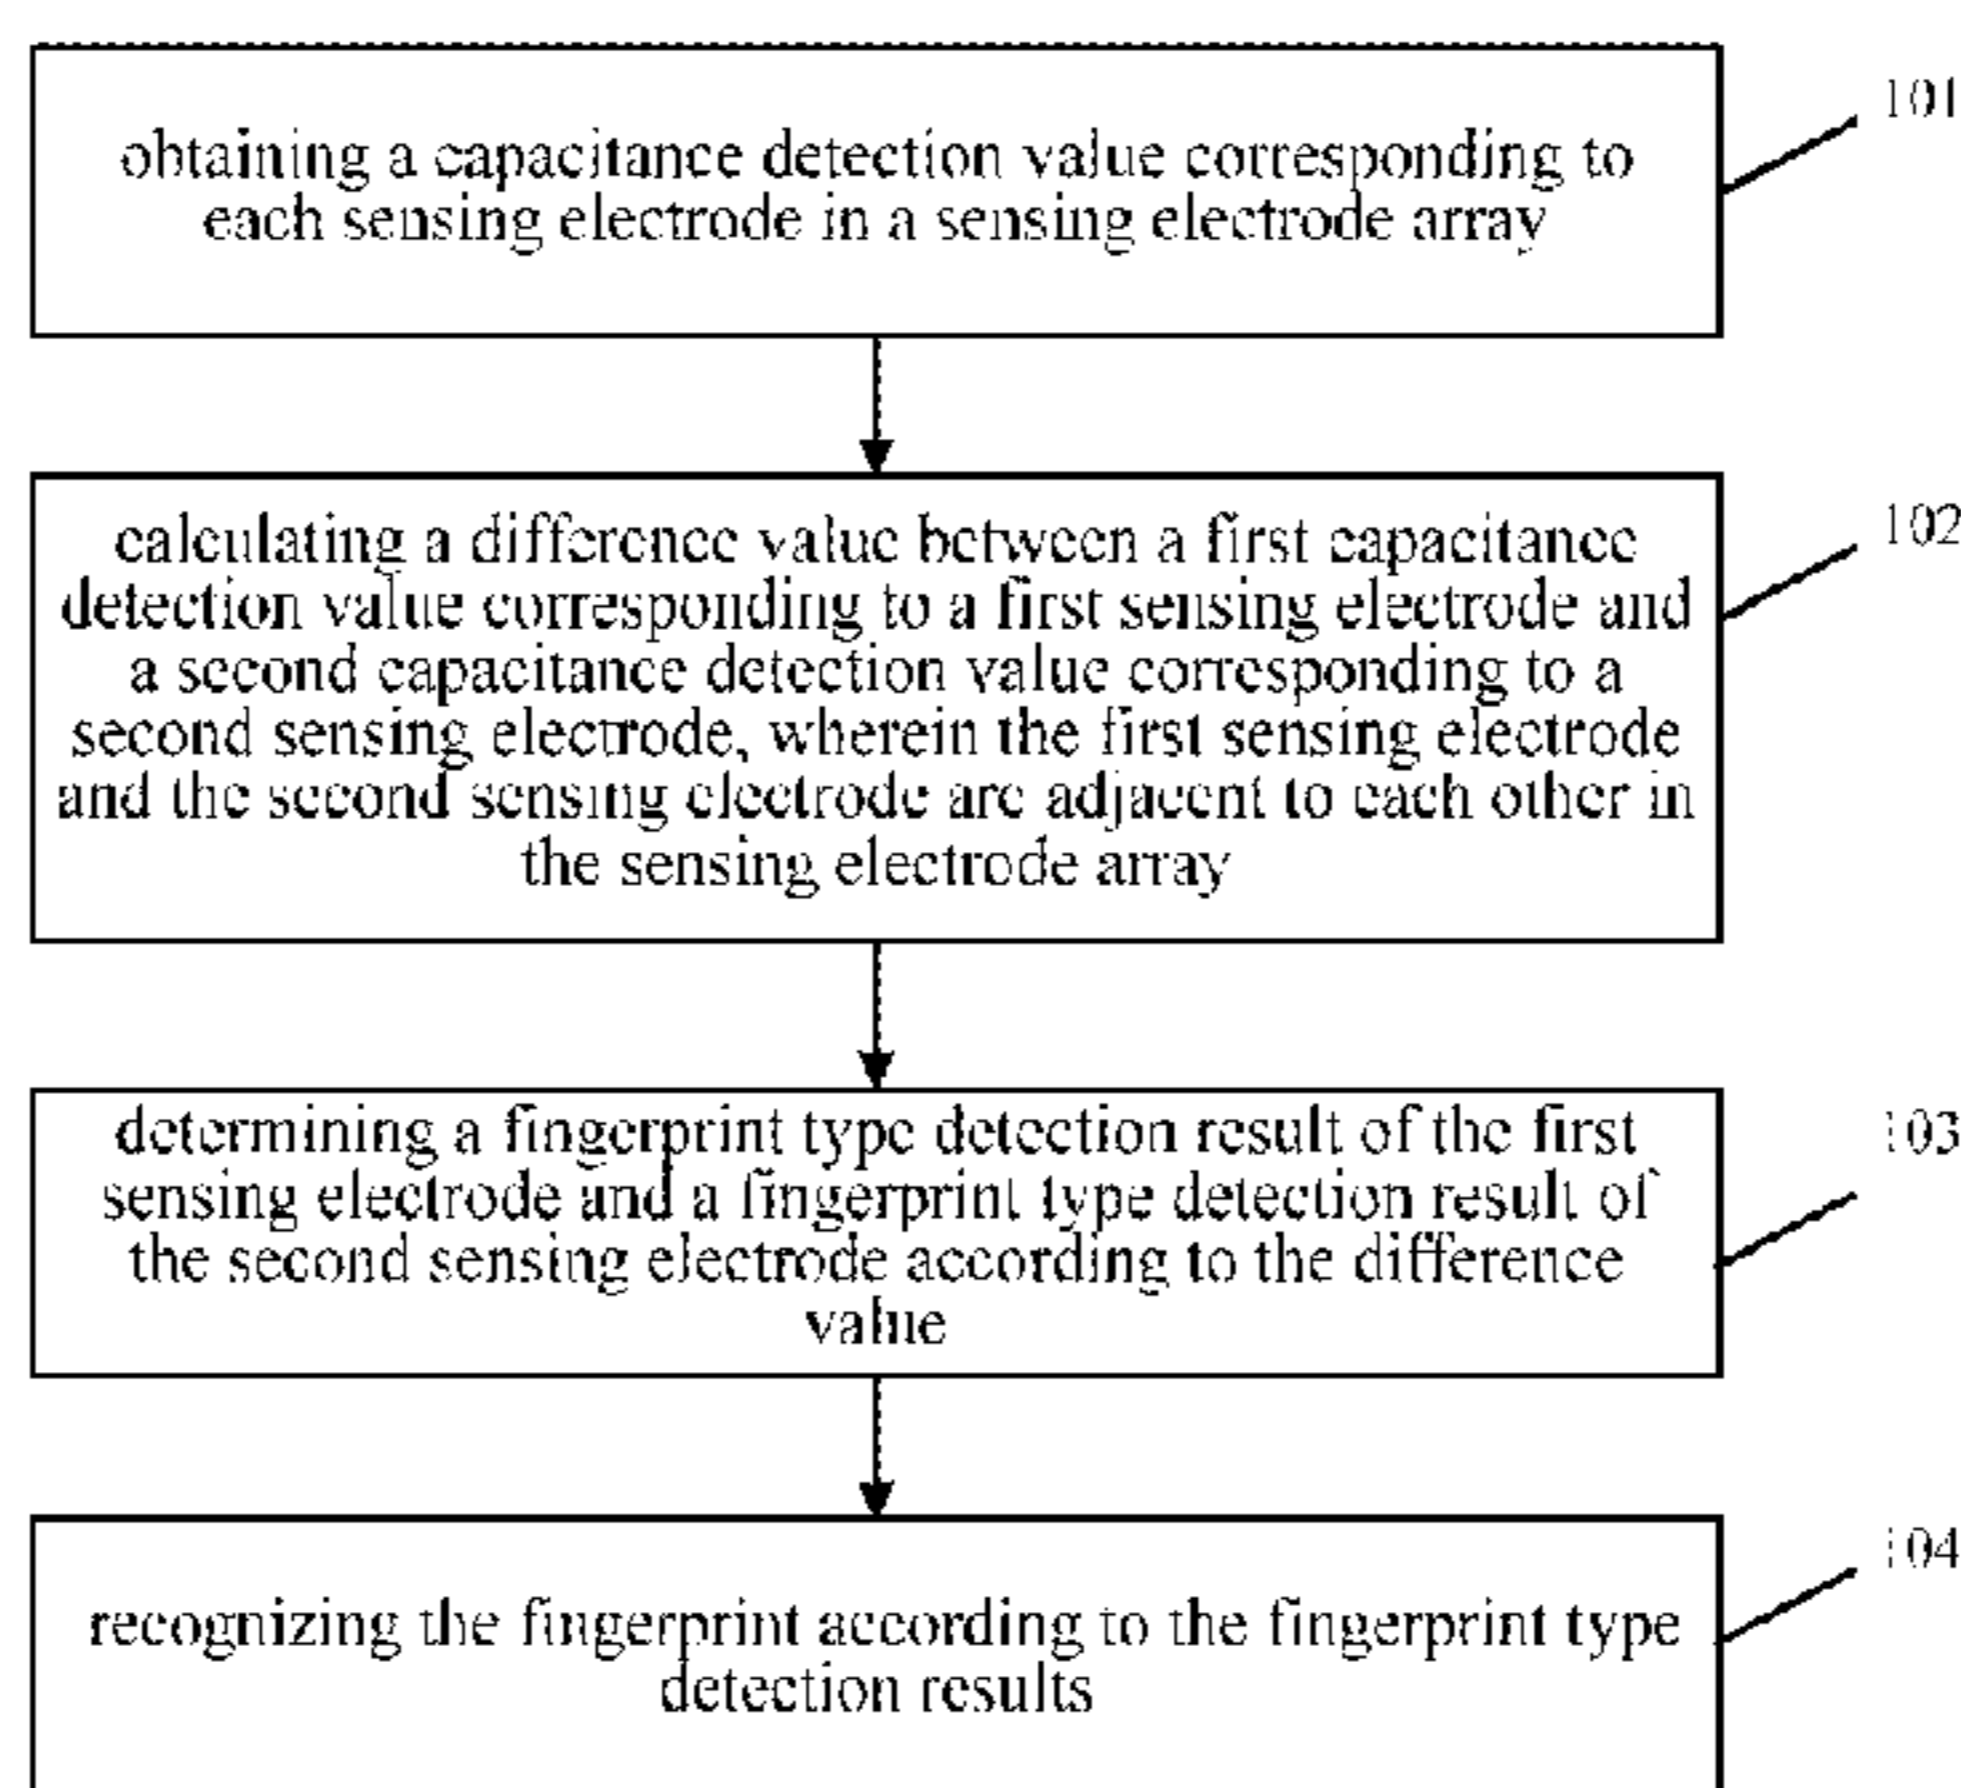 101
obtaining a capacitance detection value corresponding to
each sensing electrode in a sensing electrode array
102
calculating a difference value between a first capacitance
detection value corresponding to a first sensing electrode and
a second capacitance detection value corresponding to a
second sensing electrode, wherein the first sensing electrode
and the second sensing electrode are adjacent to each other in
the sensing electrode array
103
determining a fingerprint type detection result of the first
sensing electrode and a fingerprint type detection result of
the second sensing electrode according to the difference
value
104
recognizing the fingerprint according to the fingerprint type
detection results